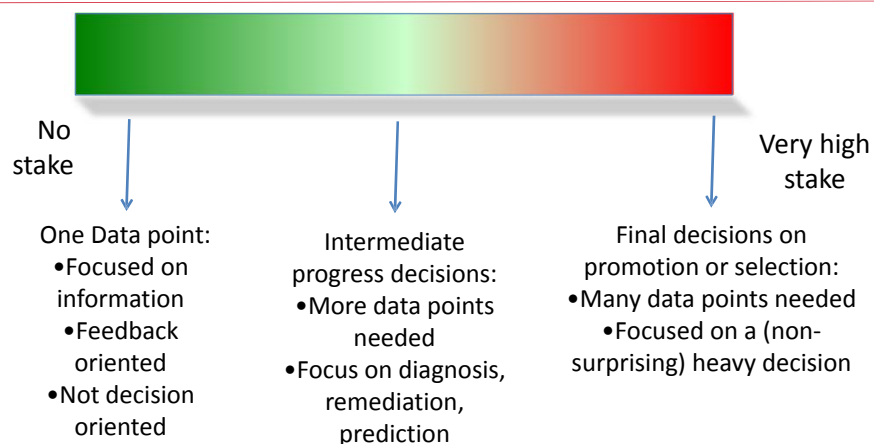 No
stake
Very high
stake
One Data point:
•Focused on
information
•Feedback
oriented
•Not decision
oriented
Intermediate
progress decisions:
•More data points
needed
•Focus on diagnosis,
remediation,
prediction
Final decisions on
promotion or selection:
•Many data points needed
•Focused on a (non-
surprising) heavy decision